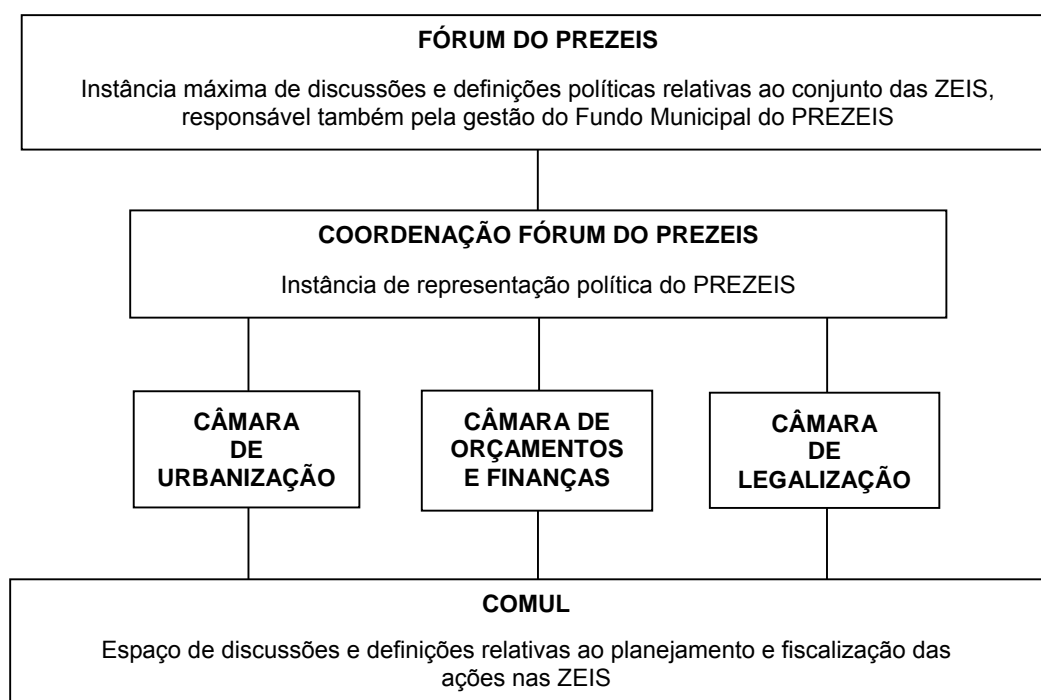 FÓRUM DO PREZEIS
Instância máxima de discussões e definições políticas relativas ao conjunto das ZEIS,
responsável também pela gestão do Fundo Municipal do PREZEIS
COORDENAÇÃO FÓRUM DO PREZEIS
Instância de representação política do PREZEIS
CÂMARA
DE
URBANIZAÇÃO
CÂMARA DE
ORÇAMENTOS
E FINANÇAS
CÂMARA
DE
LEGALIZAÇÃO
COMUL
Espaço de discussões e definições relativas ao planejamento e fiscalização das
ações nas ZEIS